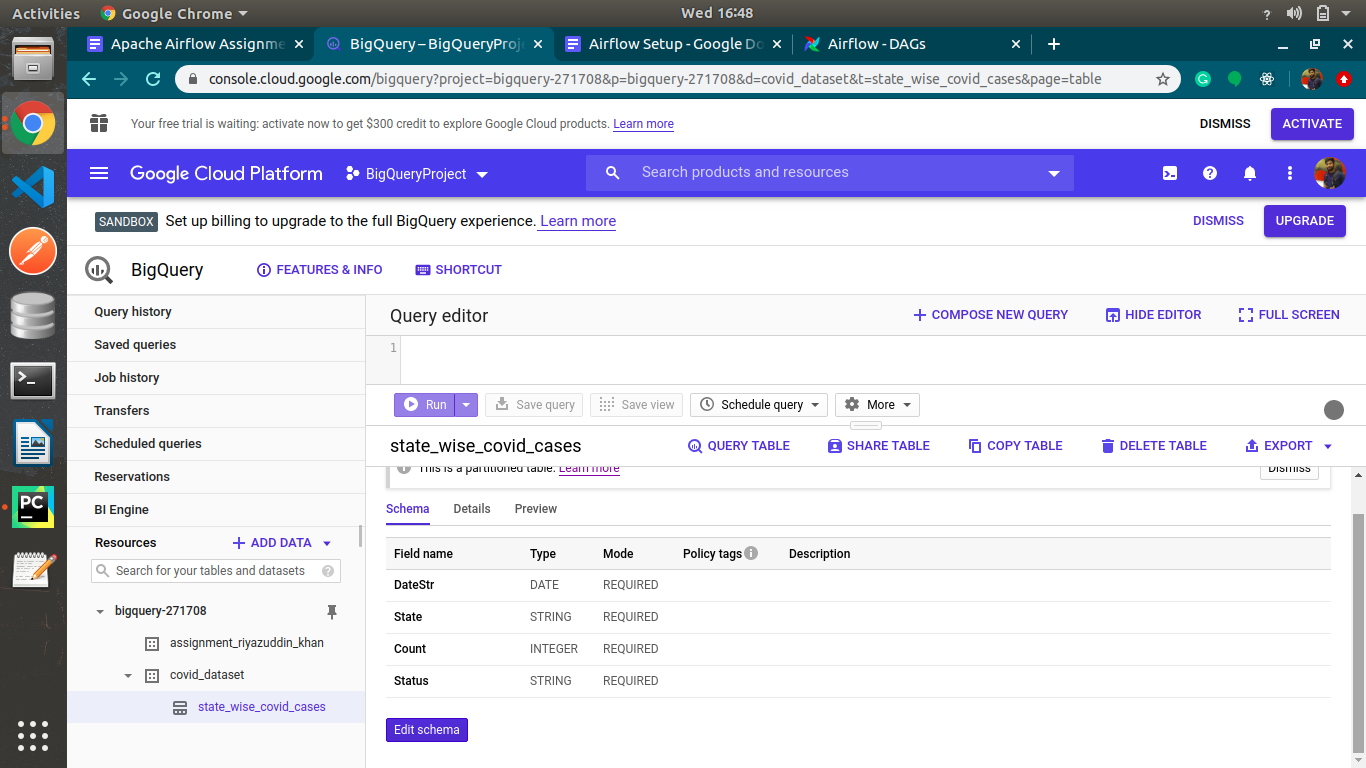 Activities Google Chrome Wed 16:48
Apache Airflow Assignme BigQuery – BigQueryProje Airflow Setup - Google Do Airflow - DAGs
console.cloud.google.com/bigquery?project=bigquery-271708&p=bigquery-271708&d=covid_dataset&t=state_wise_covid_cases&page=table
Your free trial is waiting: activate now to get $300 credit to explore Google Cloud products. Learn more DISMISS ACTIVATE
Google Cloud Platform BigQueryProject Search products and resources
SANDBOX Set up billing to upgrade to the full BigQuery experience. Learn more DISMISS UPGRADE
BigQuery FEATURES & INFO SHORTCUT
Query history
Saved queries
Job history
Transfers
Scheduled queries
Reservations
BI Engine
Resources ADD DATA
Search for your tables and datasets
bigquery-271708
assignment_riyazuddin_khan
covid_dataset
state_wise_covid_cases
Query editor COMPOSE NEW QUERY HIDE EDITOR FULL SCREEN
1
Run Save query Save view Schedule query More
state_wise_covid_cases QUERY TABLE SHARE TABLE COPY TABLE DELETE TABLE EXPORT
This is a partitioned table. Learn more Dismiss
Schema Details Preview
Field name Type Mode Policy tags Description
DateStr DATE REQUIRED
State STRING REQUIRED
Count INTEGER REQUIRED
Status STRING REQUIRED
Edit schema